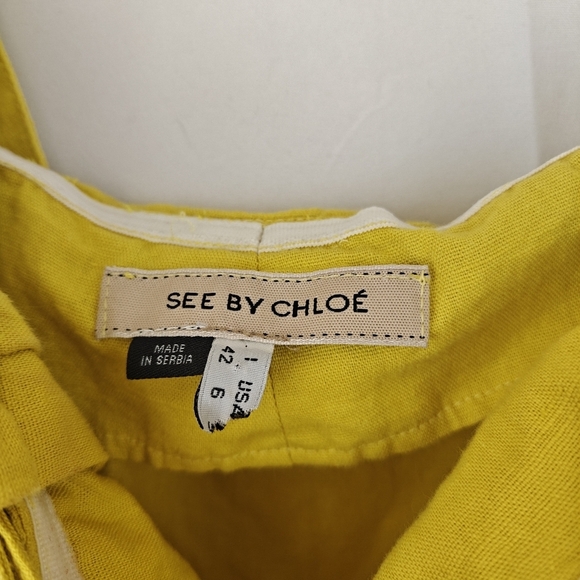 SEE BY CHLOÉ
MADE
IN SERBIA
I USA
42 6